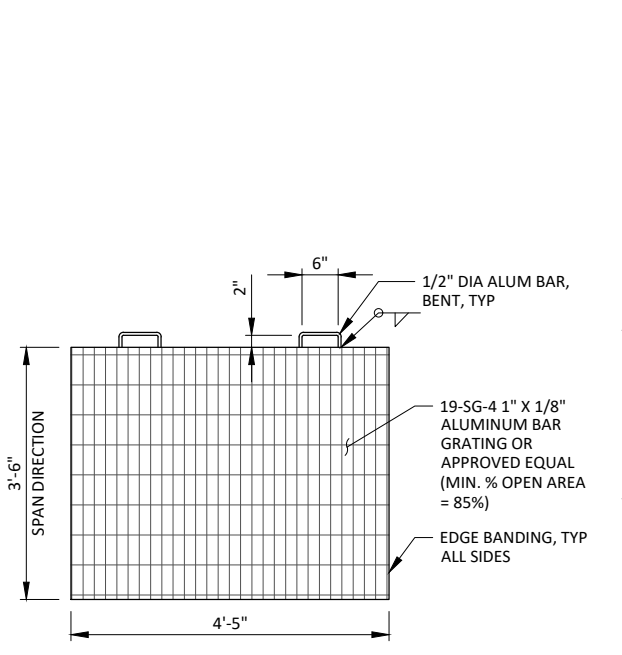 6"
2"
1/2" DIA ALUM BAR,
BENT, TYP
19-SG-4 1" X 1/8"
ALUMINUM BAR
GRATING OR
APPROVED EQUAL
(MIN. % OPEN AREA
= 85%)
3'-6"
SPAN DIRECTION
EDGE BANDING, TYP
ALL SIDES
4'-5"